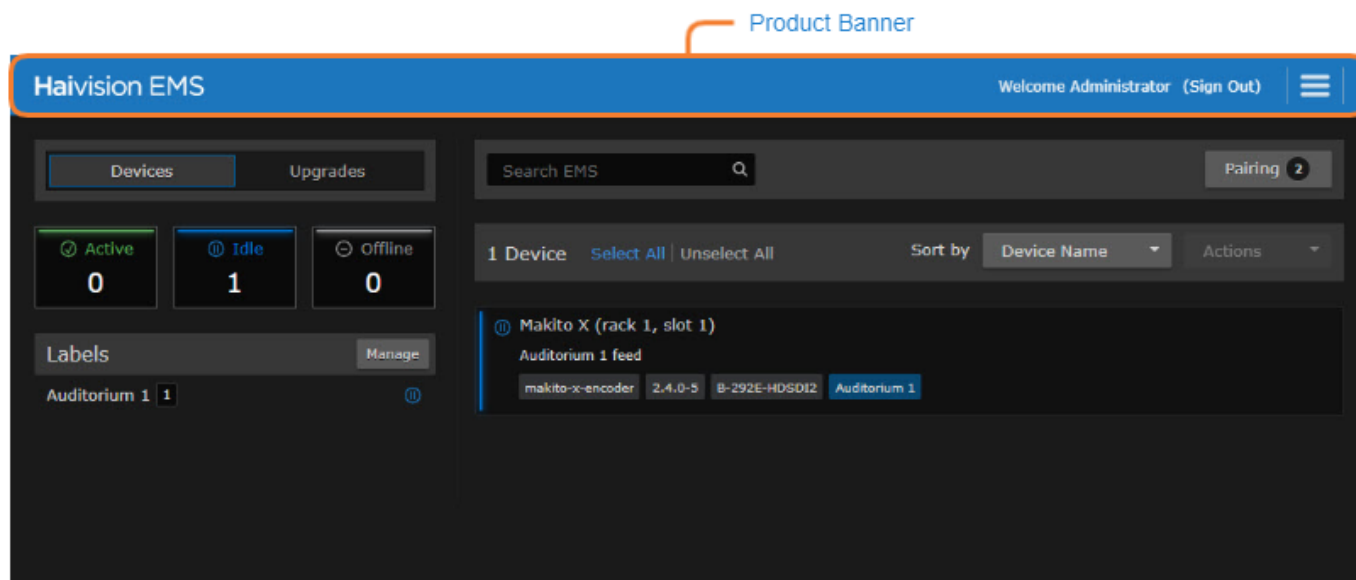 Product Banner
Haivision EMS
Welcome Administrator (Sign Out)
Devices
Upgrades
Search EMS
Pairing 2
Active
0
Idle
1
Offline
0
1 Device Select All | Unselect All
Sort by Device Name
Actions
Labels
Manage
Auditorium 1 1
Makito X (rack 1, slot 1)
Auditorium 1 feed
makito-x-encoder 2.4.0-5 B-292E-HDSDI2 Auditorium 1